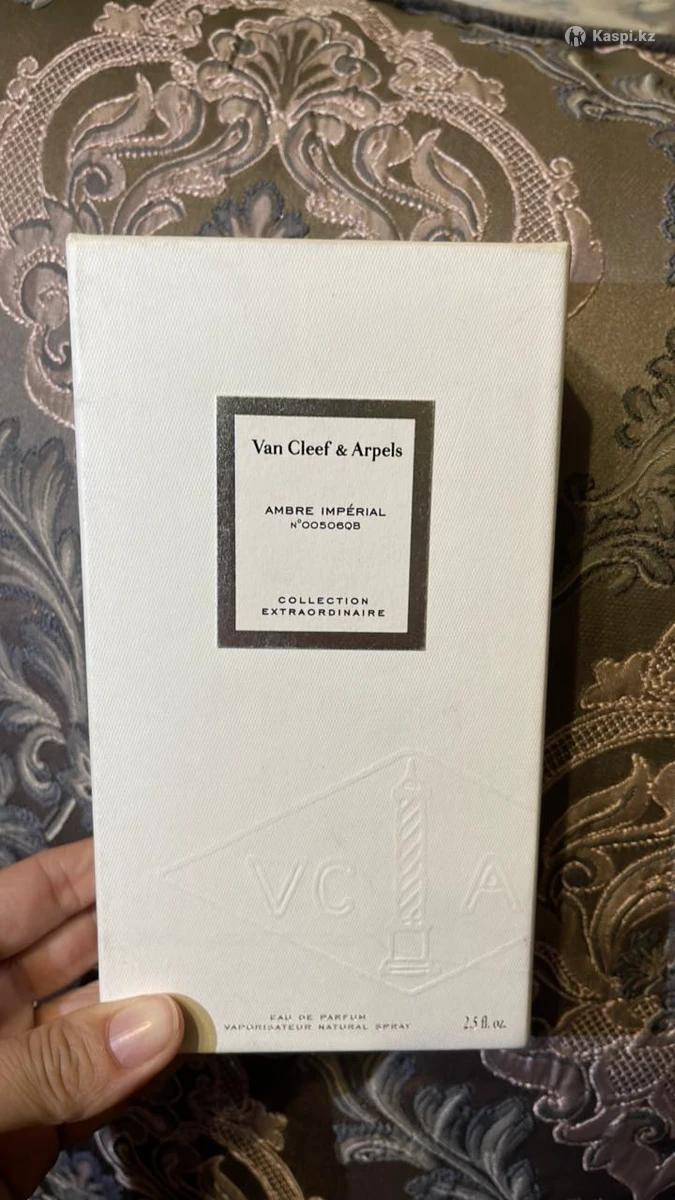 Kaspi.kz
Van Cleef & Arpels
AMBRE IMPÉRIAL
N°00506QB
COLLECTION
EXTRAORDINAIRE
VC A
EAU DE PARFUM
VAPORISATEUR NATURAL SPRAY
2.5 fl. oz.